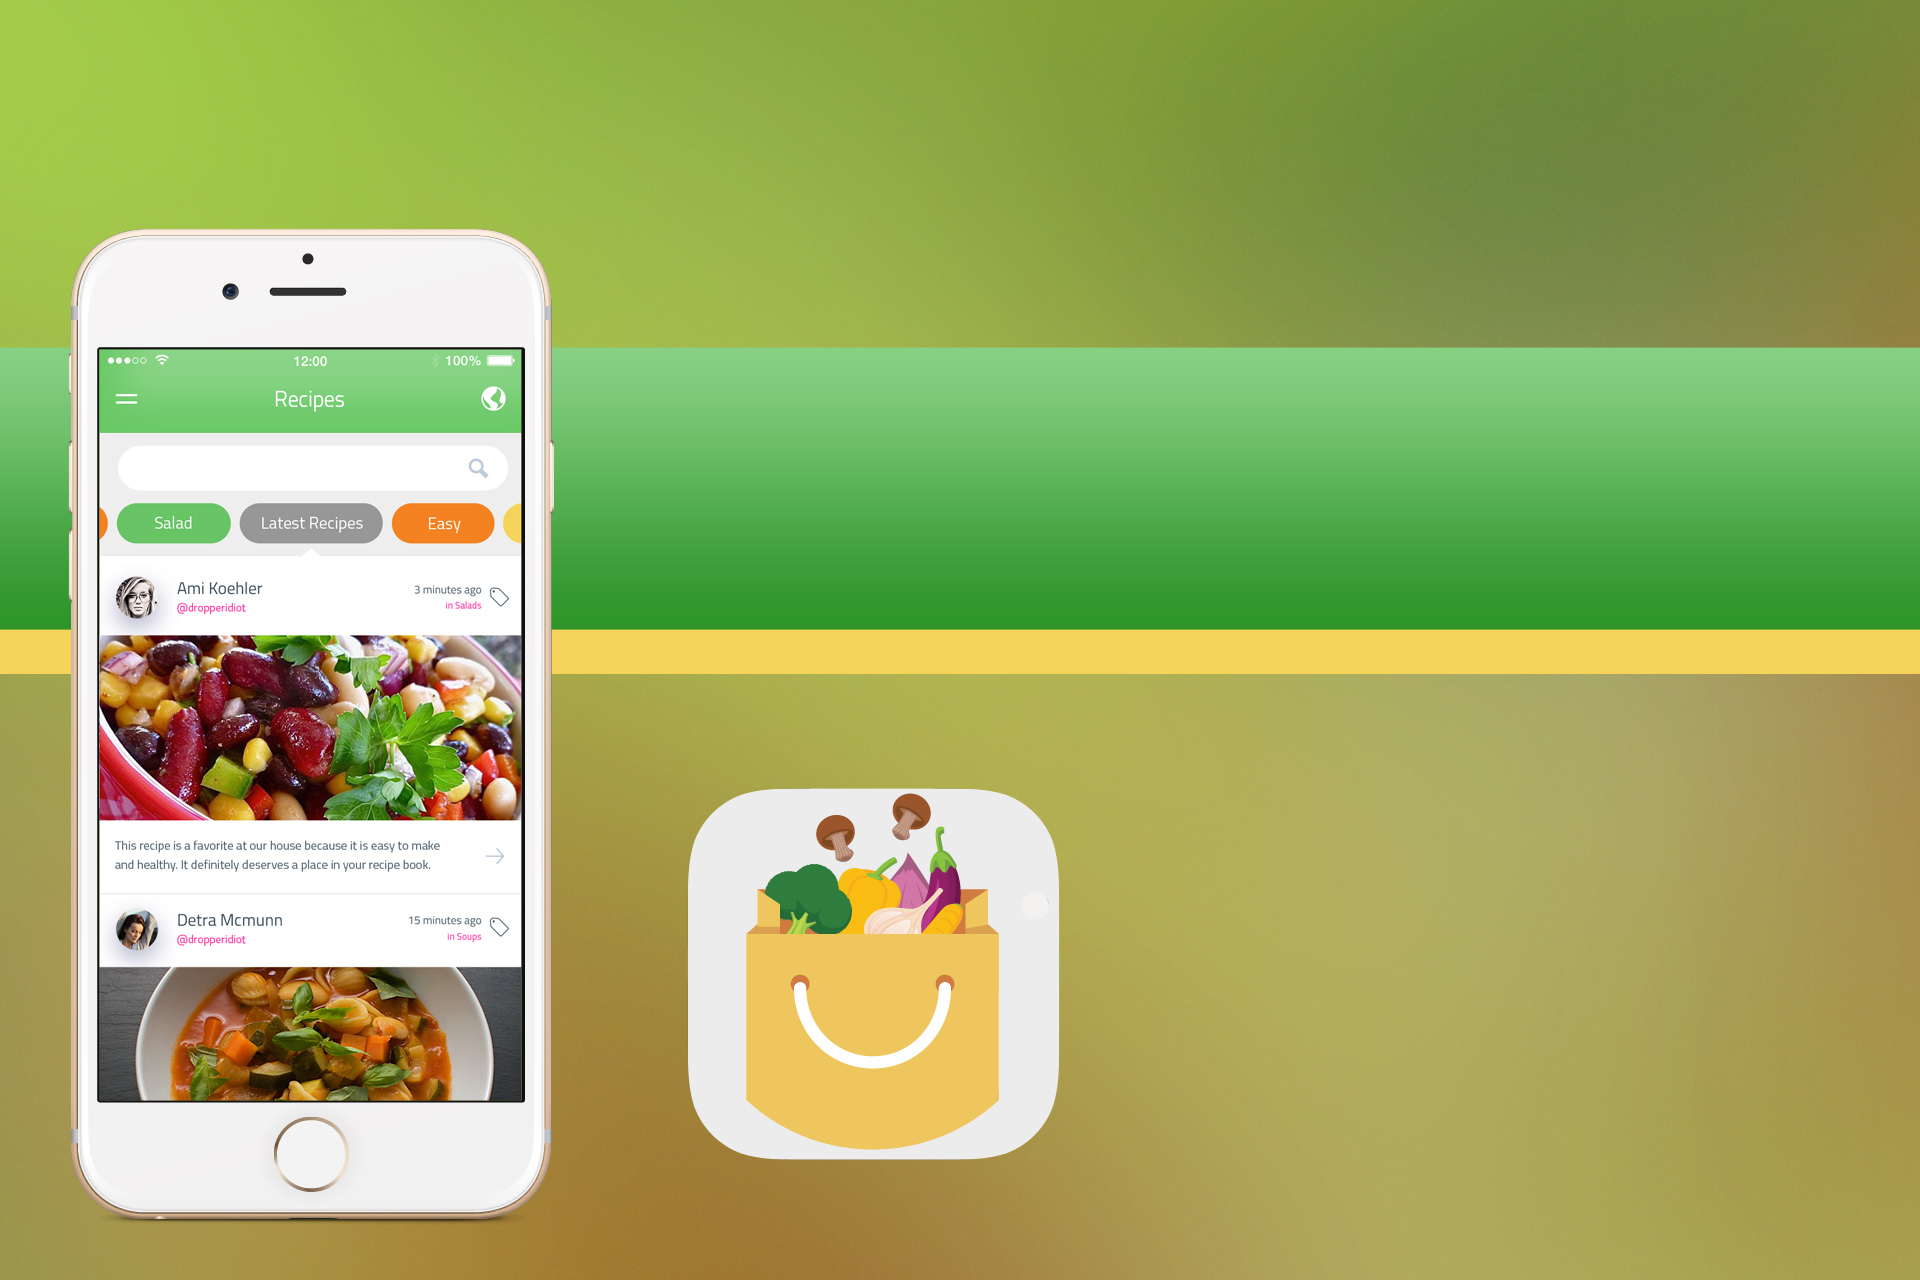 12:00
100%
Recipes
Salad
Latest Recipes
Easy
Ami Koehler
3 minutes ago
@dropperidiot
in Salads
This recipe is a favorite at our house because it is easy to make
and healthy. It definitely deserves a place in your recipe book.
Detra Mcmunn
15 minutes ago
@dropperidiot
in Soups